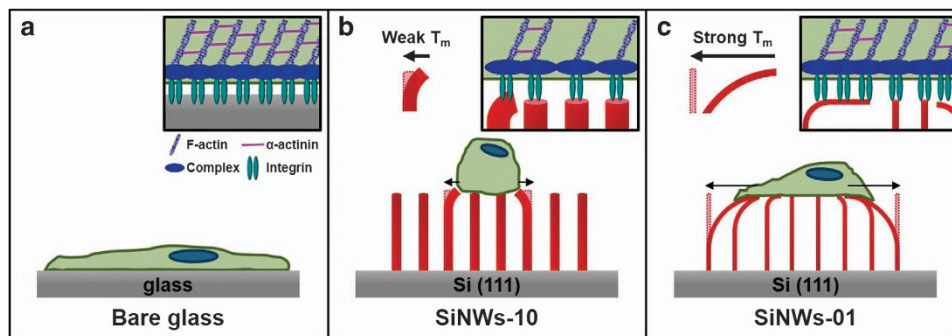 a
F-actin
α-actinin
Complex
Integrin
glass
Bare glass
b
Weak Tm
Si (111)
SiNWs-10
c
Strong Tm
Si (111)
SiNWs-01